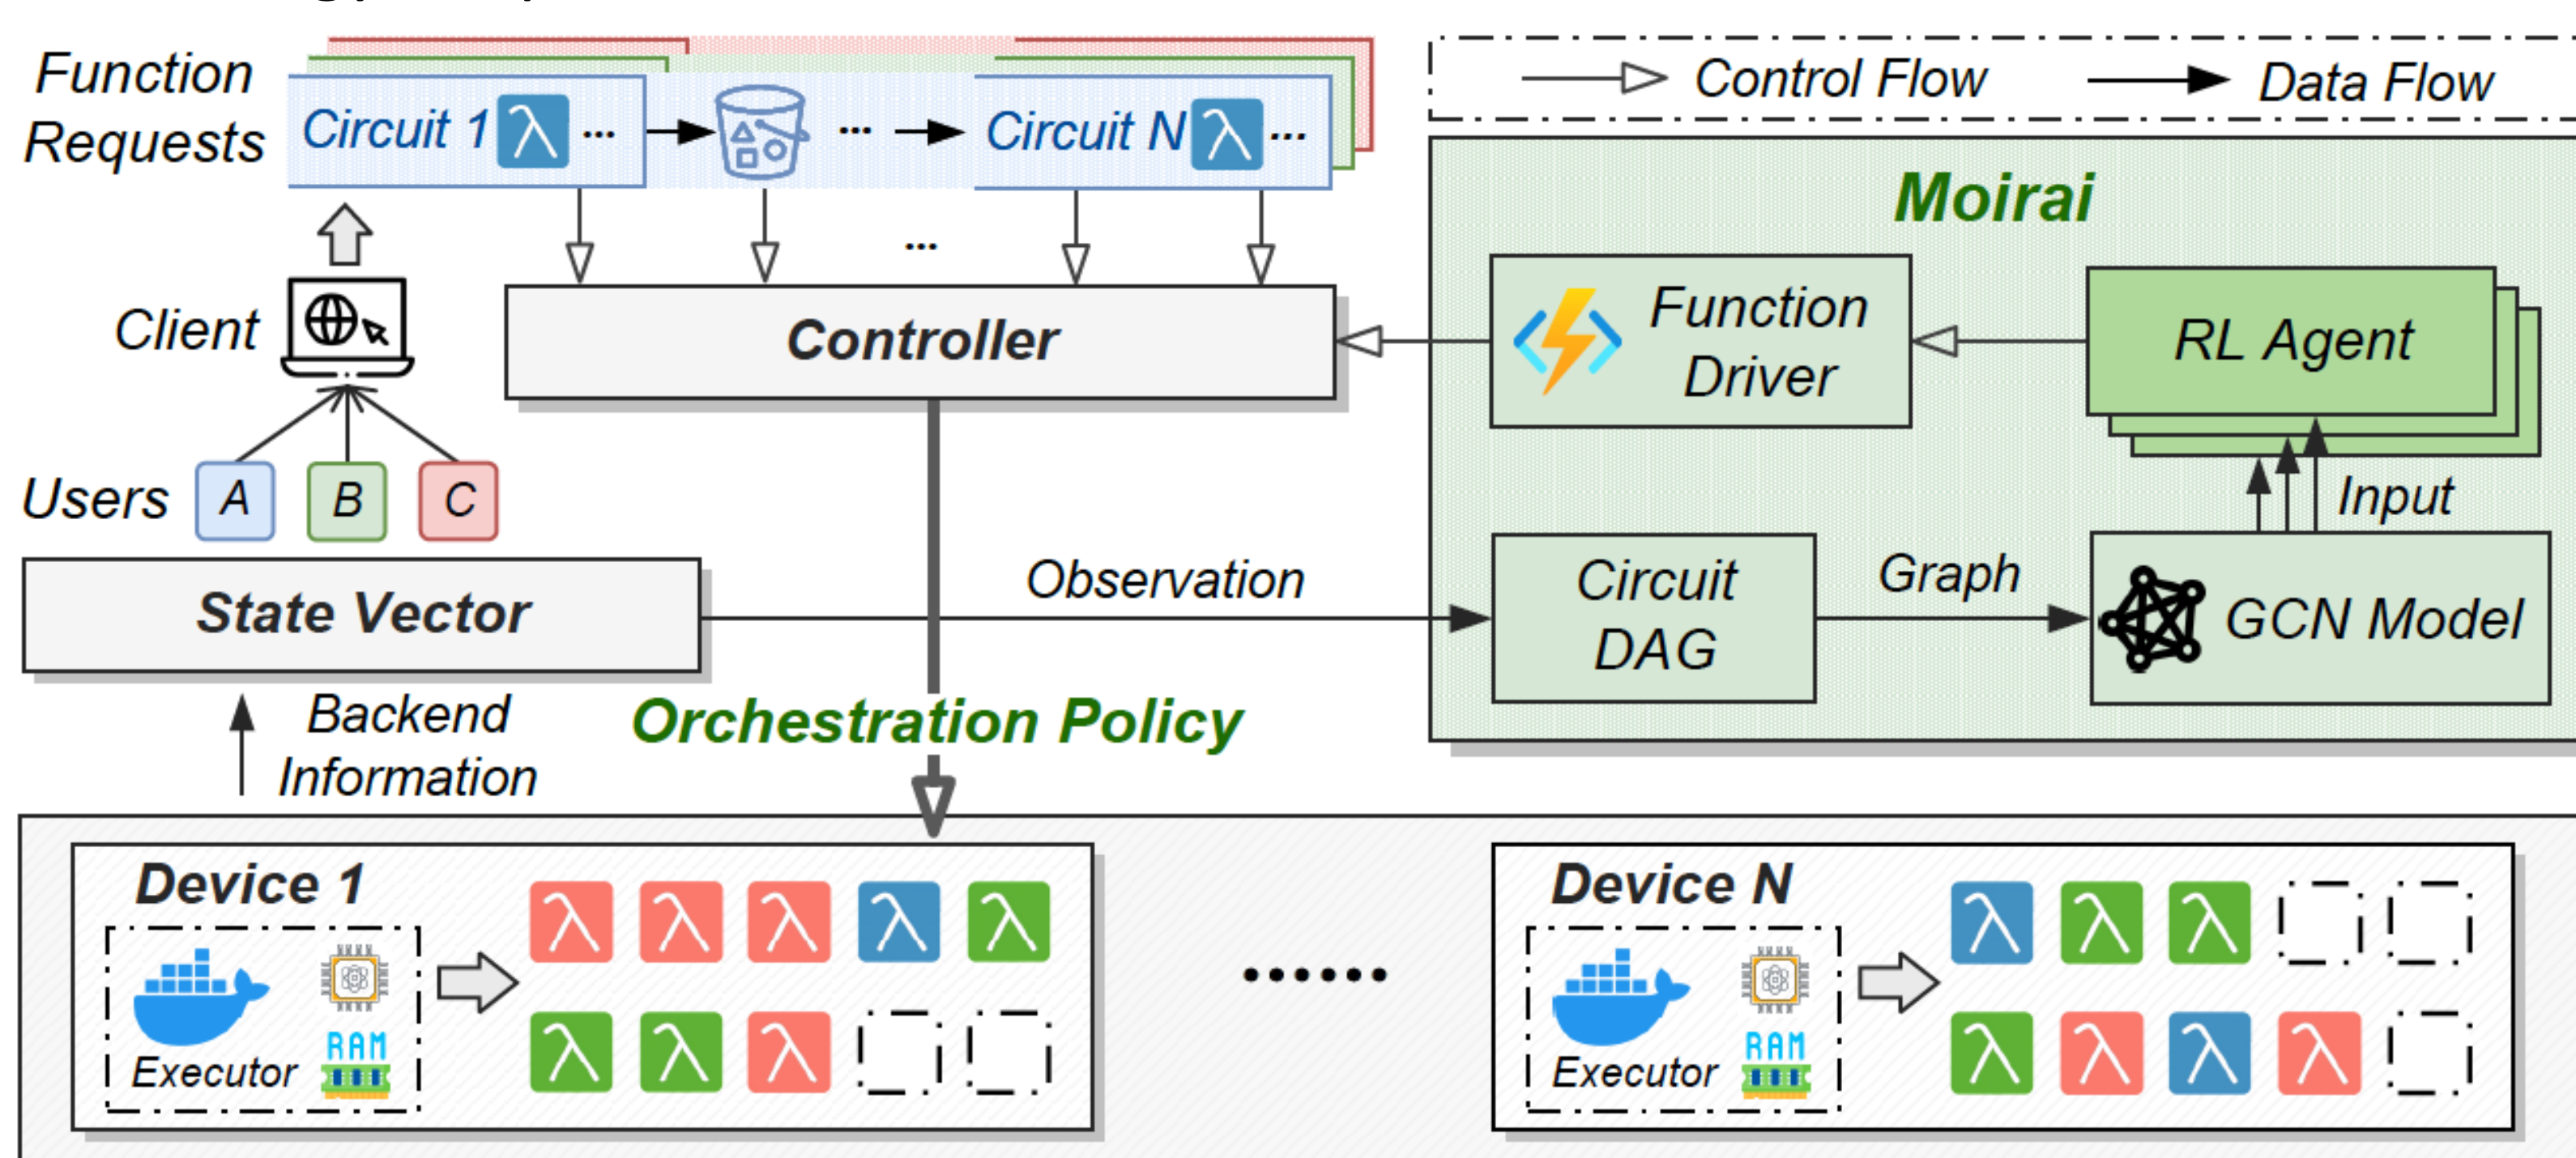 Function
Requests
Circuit 1 ...
...
Circuit N ...
Control Flow
Data Flow
Moirai
...
Client
Controller
Function
Driver
RL Agent
Users
A
B
C
Input
State Vector
Observation
Circuit
DAG
Graph
GCN Model
Backend
Information
Orchestration Policy
Device 1
Executor
RAM
......
Device N
Executor
RAM